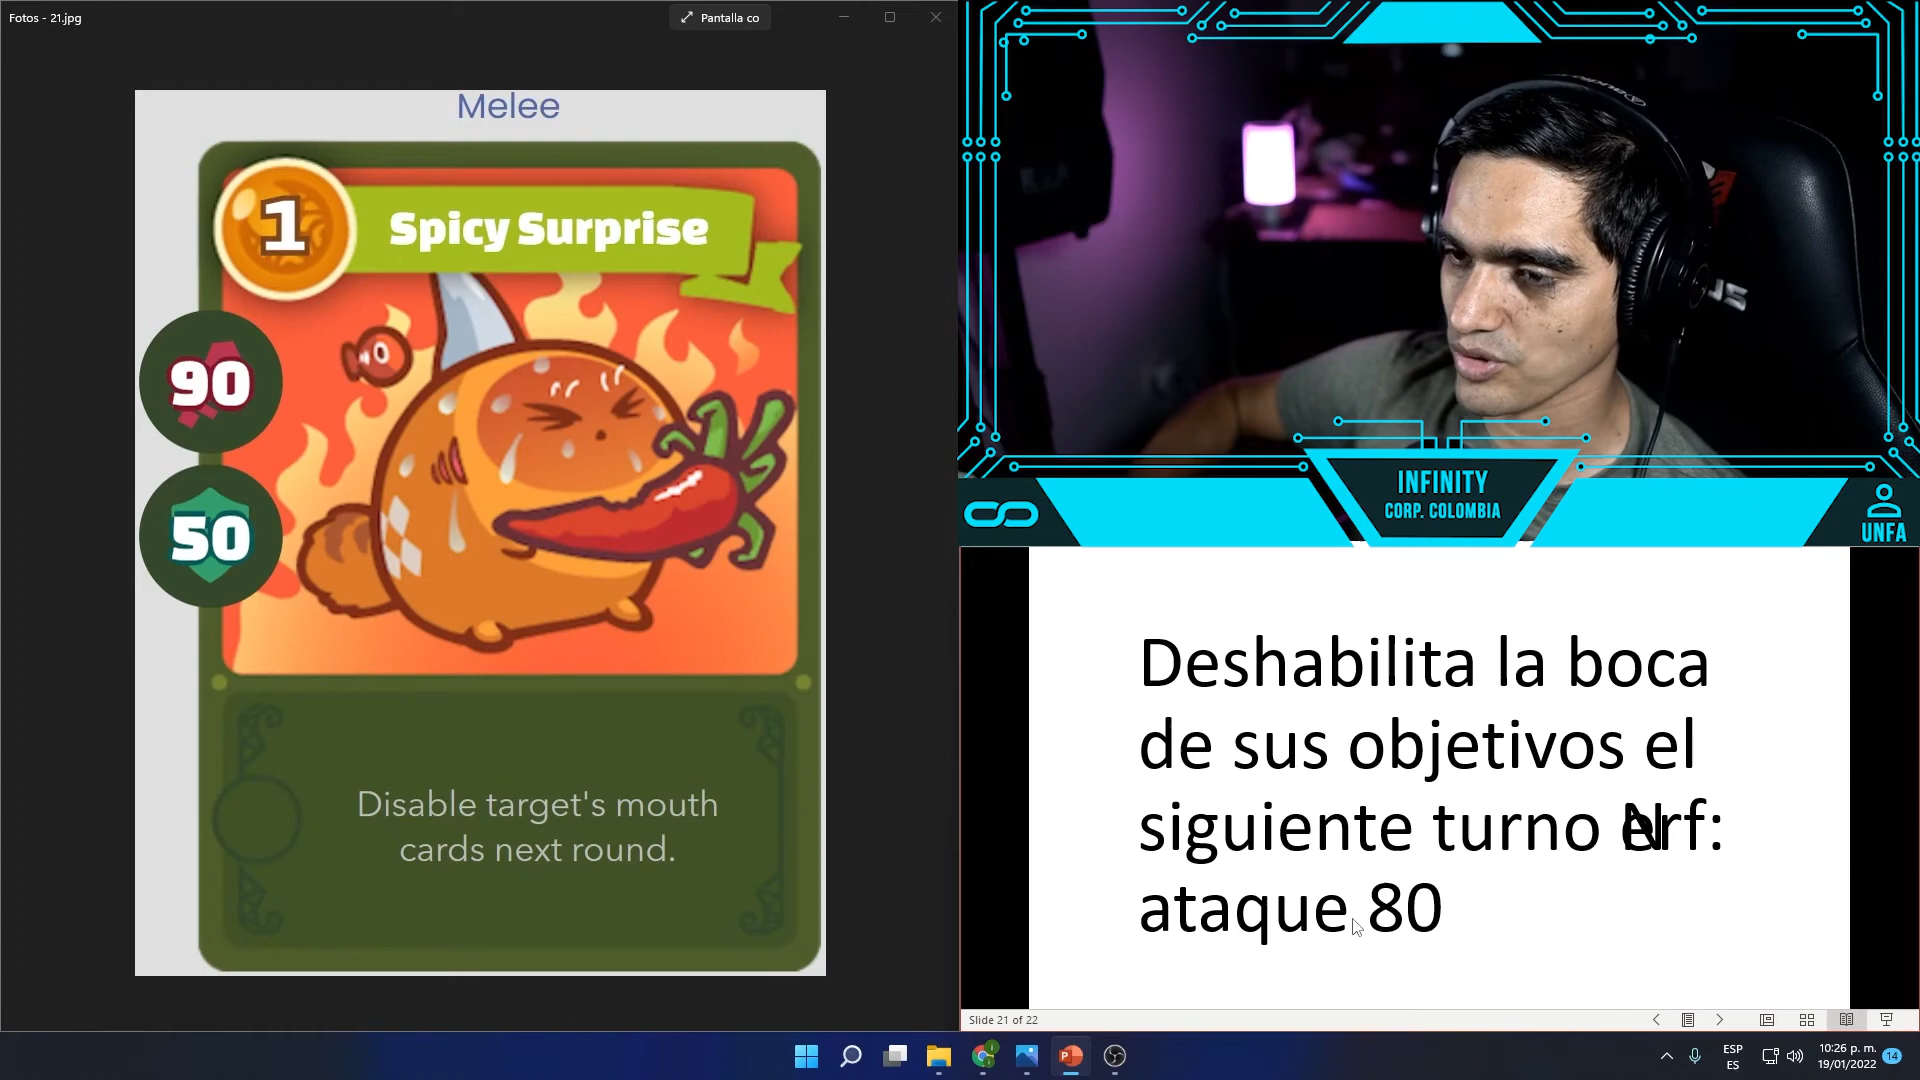 Fotos - 21.jpg
Pantalla co
Melee
1
Spicy Surprise
90
50
Disable target's mouth
cards next round.
INFINITY
CORP. COLOMBIA
UNFA
Deshabilita la boca
de sus objetivos el
siguiente turno Nerf:
ataque 80
Slide 21 of 22
ESP
ES
10:26 p. m.
19/01/2022
14